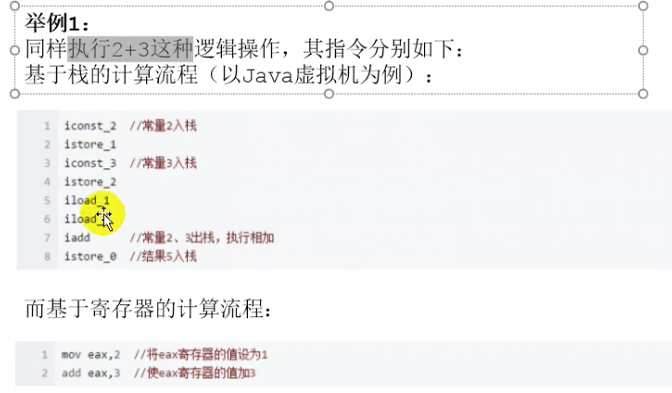 举例1：
同样执行2+3这种逻辑操作，其指令分别如下：
基于栈的计算流程（以Java虚拟机为例）：
1 iconst_2 //常量2入栈
2 istore_1
3 iconst_3 //常量3入栈
4 istore_2
5 iload_1
6 iload
7 iadd //常量2、3出栈，执行相加
8 istore_0 //结果5入栈
而基于寄存器的计算流程：
1 mov eax,2 //将eax寄存器的值设为1
2 add eax,3 //使eax寄存器的值加3